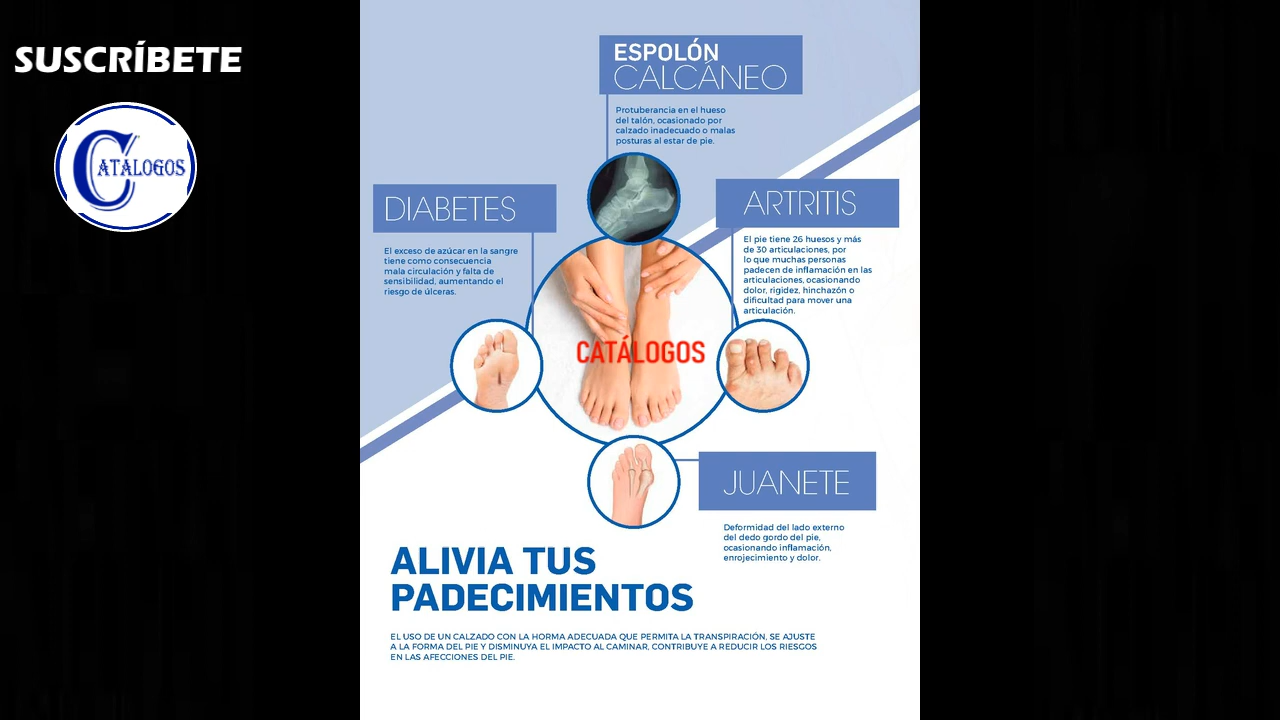 SUSCRÍBETE
CATÁLOGOS
ESPOLÓN
CALCÁNEO
Protuberancia en el hueso
del talón, ocasionado por
calzado inadecuado o malas
posturas al estar de pie.
DIABETES
El exceso de azúcar en la sangre
tiene como consecuencia
mala circulación y falta de
sensibilidad, aumentando el
riesgo de úlceras.
ARTRITIS
El pie tiene 26 huesos y más
de 30 articulaciones, por
lo que muchas personas
padecen de inflamación en las
articulaciones, ocasionando
dolor, rigidez, hinchazón o
dificultad para mover una
articulación.
CATÁLOGOS
JUANETE
Deformidad del lado externo
del dedo gordo del pie,
ocasionando inflamación,
enrojecimiento y dolor.
ALIVIA TUS
PADECIMIENTOS
EL USO DE UN CALZADO CON LA HORMA ADECUADA QUE PERMITA LA TRANSPIRACIÓN, SE AJUSTE
A LA FORMA DEL PIE Y DISMINUYA EL IMPACTO AL CAMINAR, CONTRIBUYE A REDUCIR LOS RIESGOS
EN LAS AFECCIONES DEL PIE.